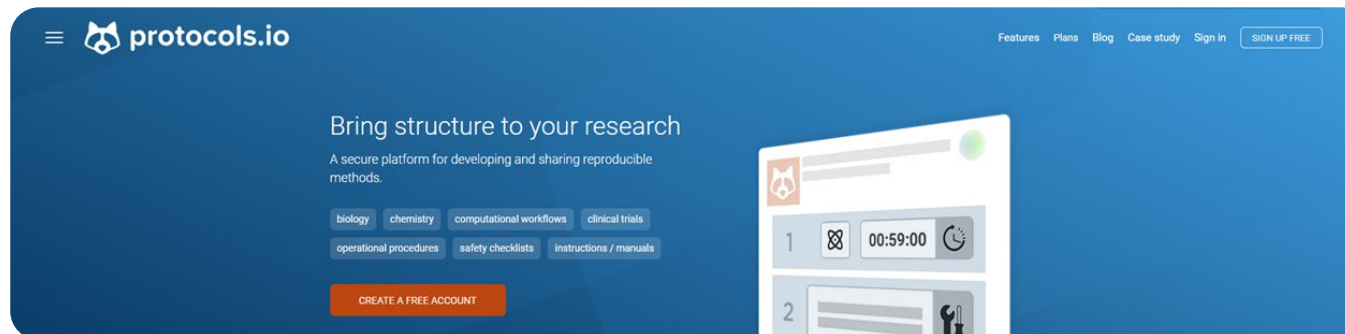 protocols.io
Features Plans Blog Case study Sign in SIGN UP FREE
Bring structure to your research
A secure platform for developing and sharing reproducible
methods.
biology chemistry computational workflows clinical trials
operational procedures safety checklists instructions / manuals
CREATE A FREE ACCOUNT
1 00:59:00
2